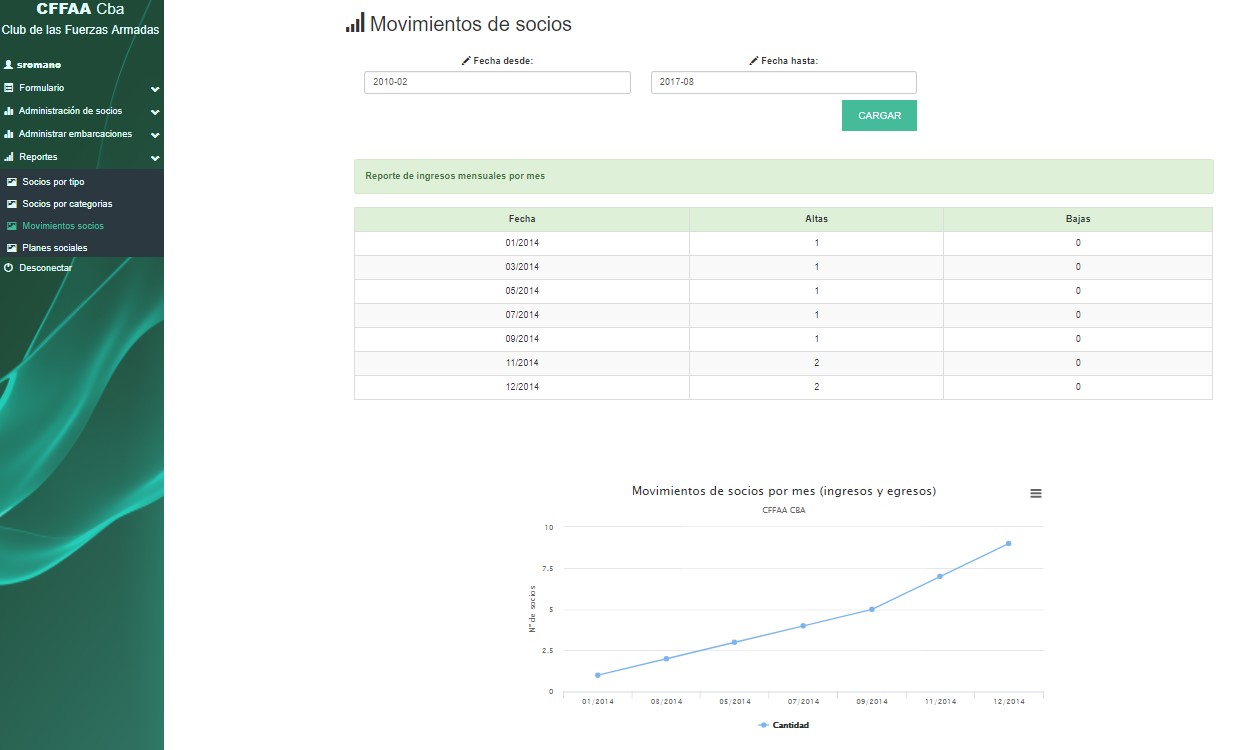 CFFAA Cba
Club de las Fuerzas Armadas
sromano
Formulario
Administración de socios
Administrar embarcaciones
Reportes
Socios por tipo
Socios por categorias
Movimientos socios
Planes sociales
Desconectar
Movimientos de socios
Fecha desde: Fecha hasta:
2010-02 2017-08
CARGAR
Reporte de ingresos mensuales por mes
Fecha Altas Bajas
01/2014 1 0
03/2014 1 0
05/2014 1 0
07/2014 1 0
09/2014 1 0
11/2014 2 0
12/2014 2 0
Movimientos de socios por mes (ingresos y egresos)
CFFAA CBA
N° de socios
10
7.5
5
2.5
0
01/2014 03/2014 05/2014 07/2014 09/2014 11/2014 12/2014
Cantidad